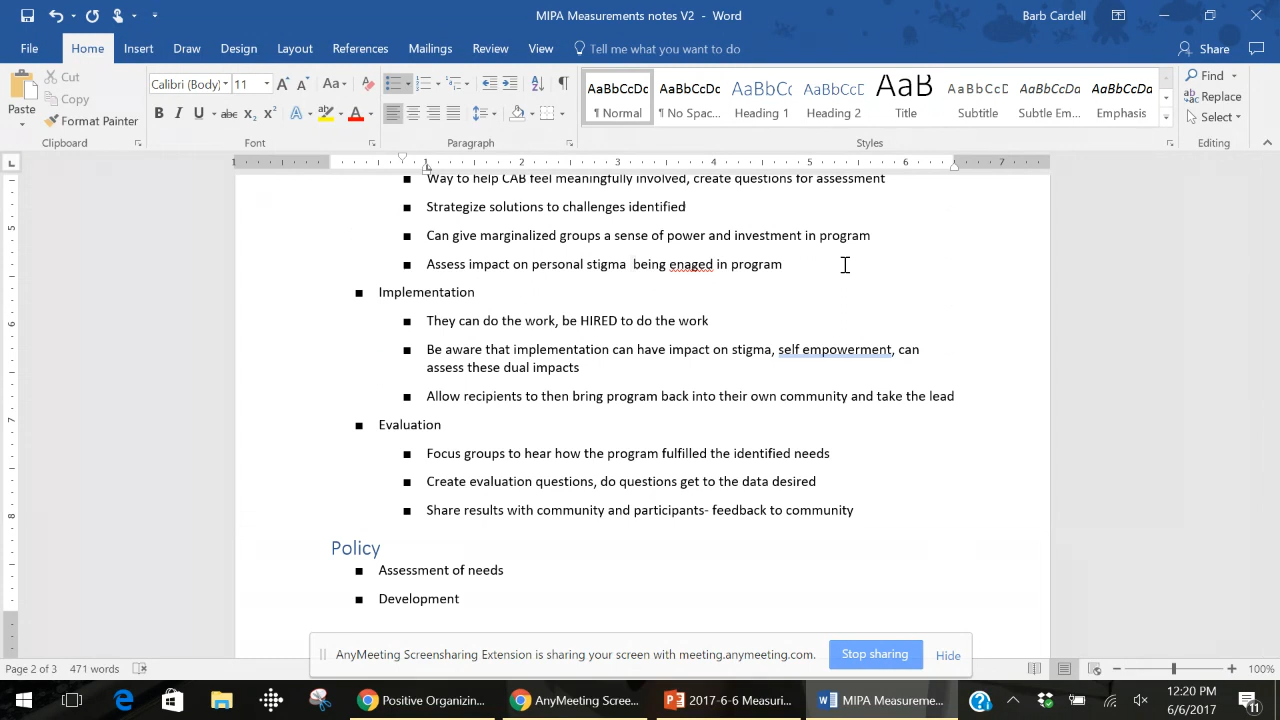 MIPA Measurements notes V2 - Word
Barb Cardell
File Home Insert Draw Design Layout References Mailings Review View Tell me what you want to do Share
Paste
Cut
Copy
Format Painter
Clipboard
Calibri (Body) 11
Font
Paragraph
AaBbCcDc AaBbCcDc AaBbCc AaBbCcD AaB AaBbCcD AaBbCcDa AaBbCcDa
¶ Normal ¶ No Spac... Heading 1 Heading 2 Title Subtitle Subtle Em... Emphasis
Styles
Find
Replace
Select
Editing
Way to help CAB feel meaningfully involved, create questions for assessment
Strategize solutions to challenges identified
Can give marginalized groups a sense of power and investment in program
Assess impact on personal stigma being enaged in program
Implementation
They can do the work, be HIRED to do the work
Be aware that implementation can have impact on stigma, self empowerment, can
assess these dual impacts
Allow recipients to then bring program back into their own community and take the lead
Evaluation
Focus groups to hear how the program fulfilled the identified needs
Create evaluation questions, do questions get to the data desired
Share results with community and participants- feedback to community
Policy
Assessment of needs
Development
AnyMeeting Screensharing Extension is sharing your screen with meeting.anymeeting.com. Stop sharing Hide
Page 2 of 3 471 words 100%
Positive Organizin... AnyMeeting Scree... 2017-6-6 Measuri... MIPA Measureme...
12:20 PM
6/6/2017
11